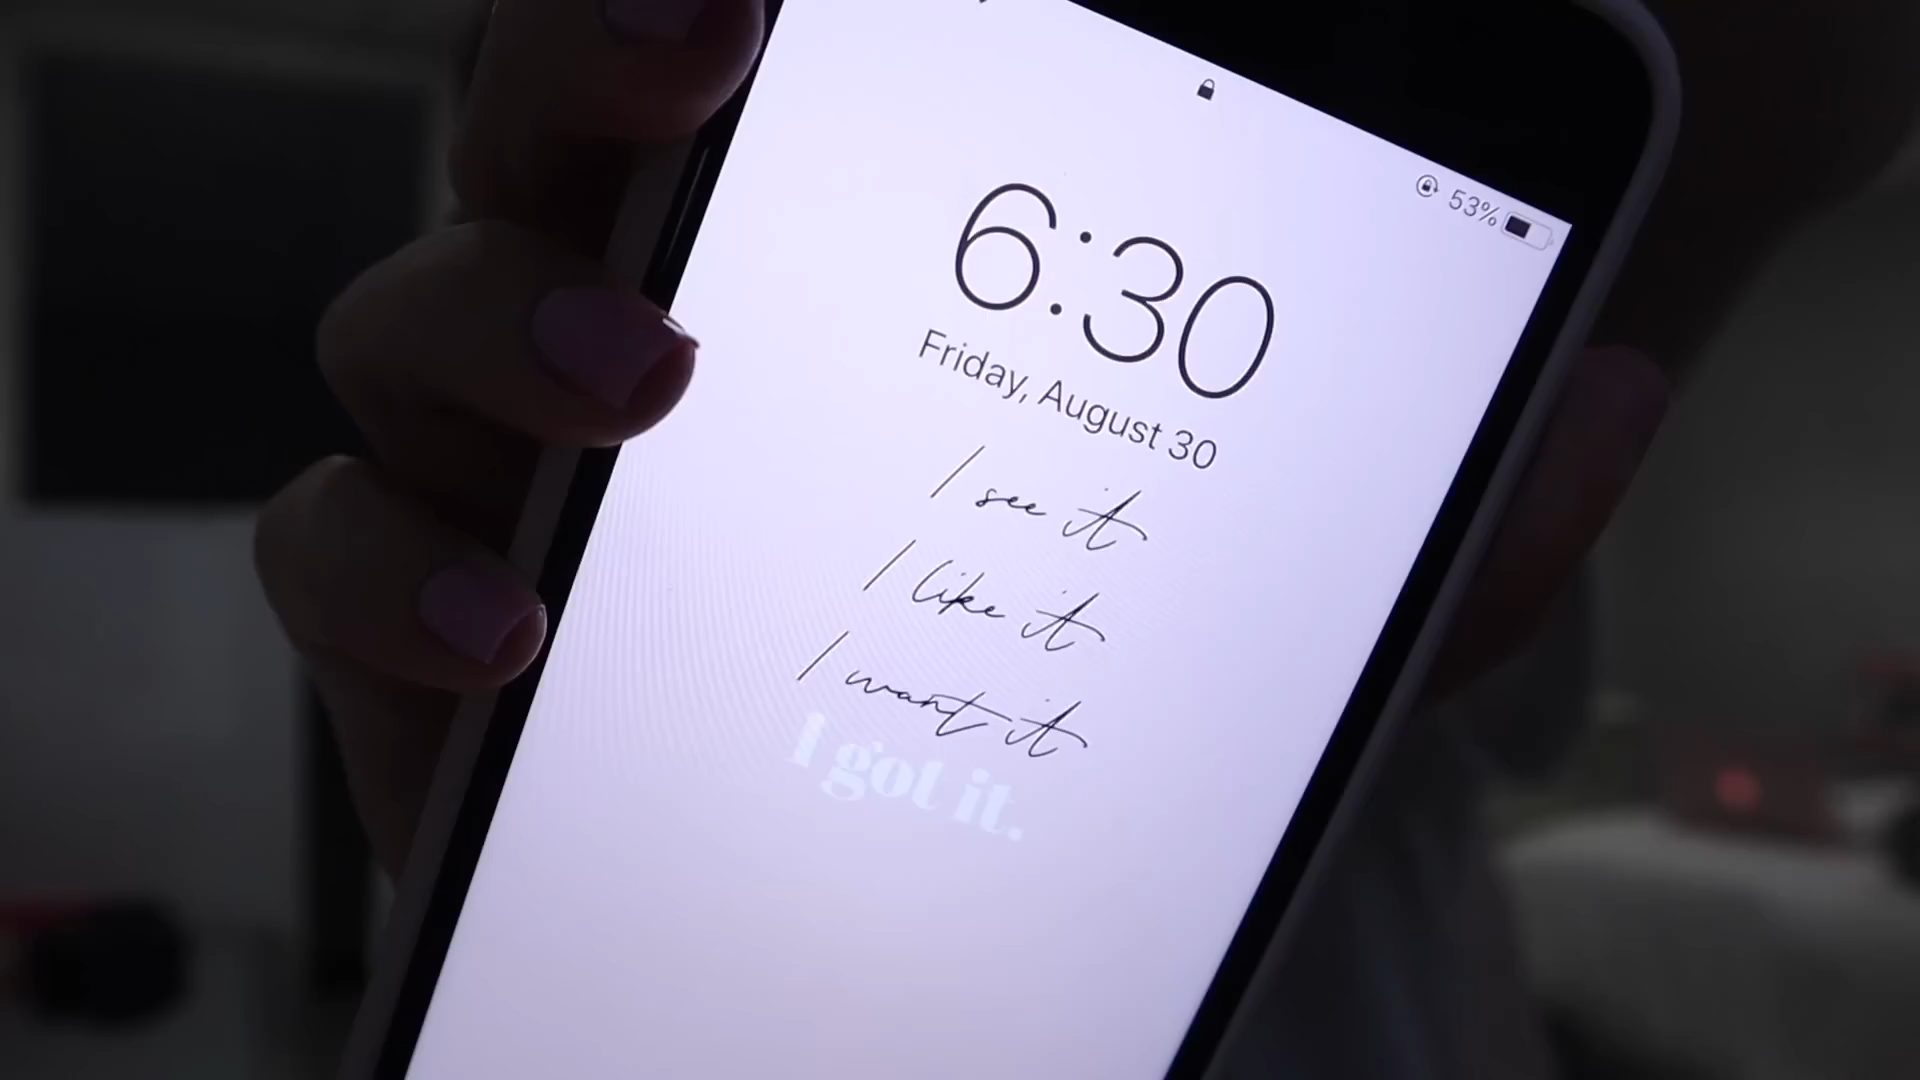 53%
6:30
Friday, August 30
I see it
I like it
I want it
I got it.